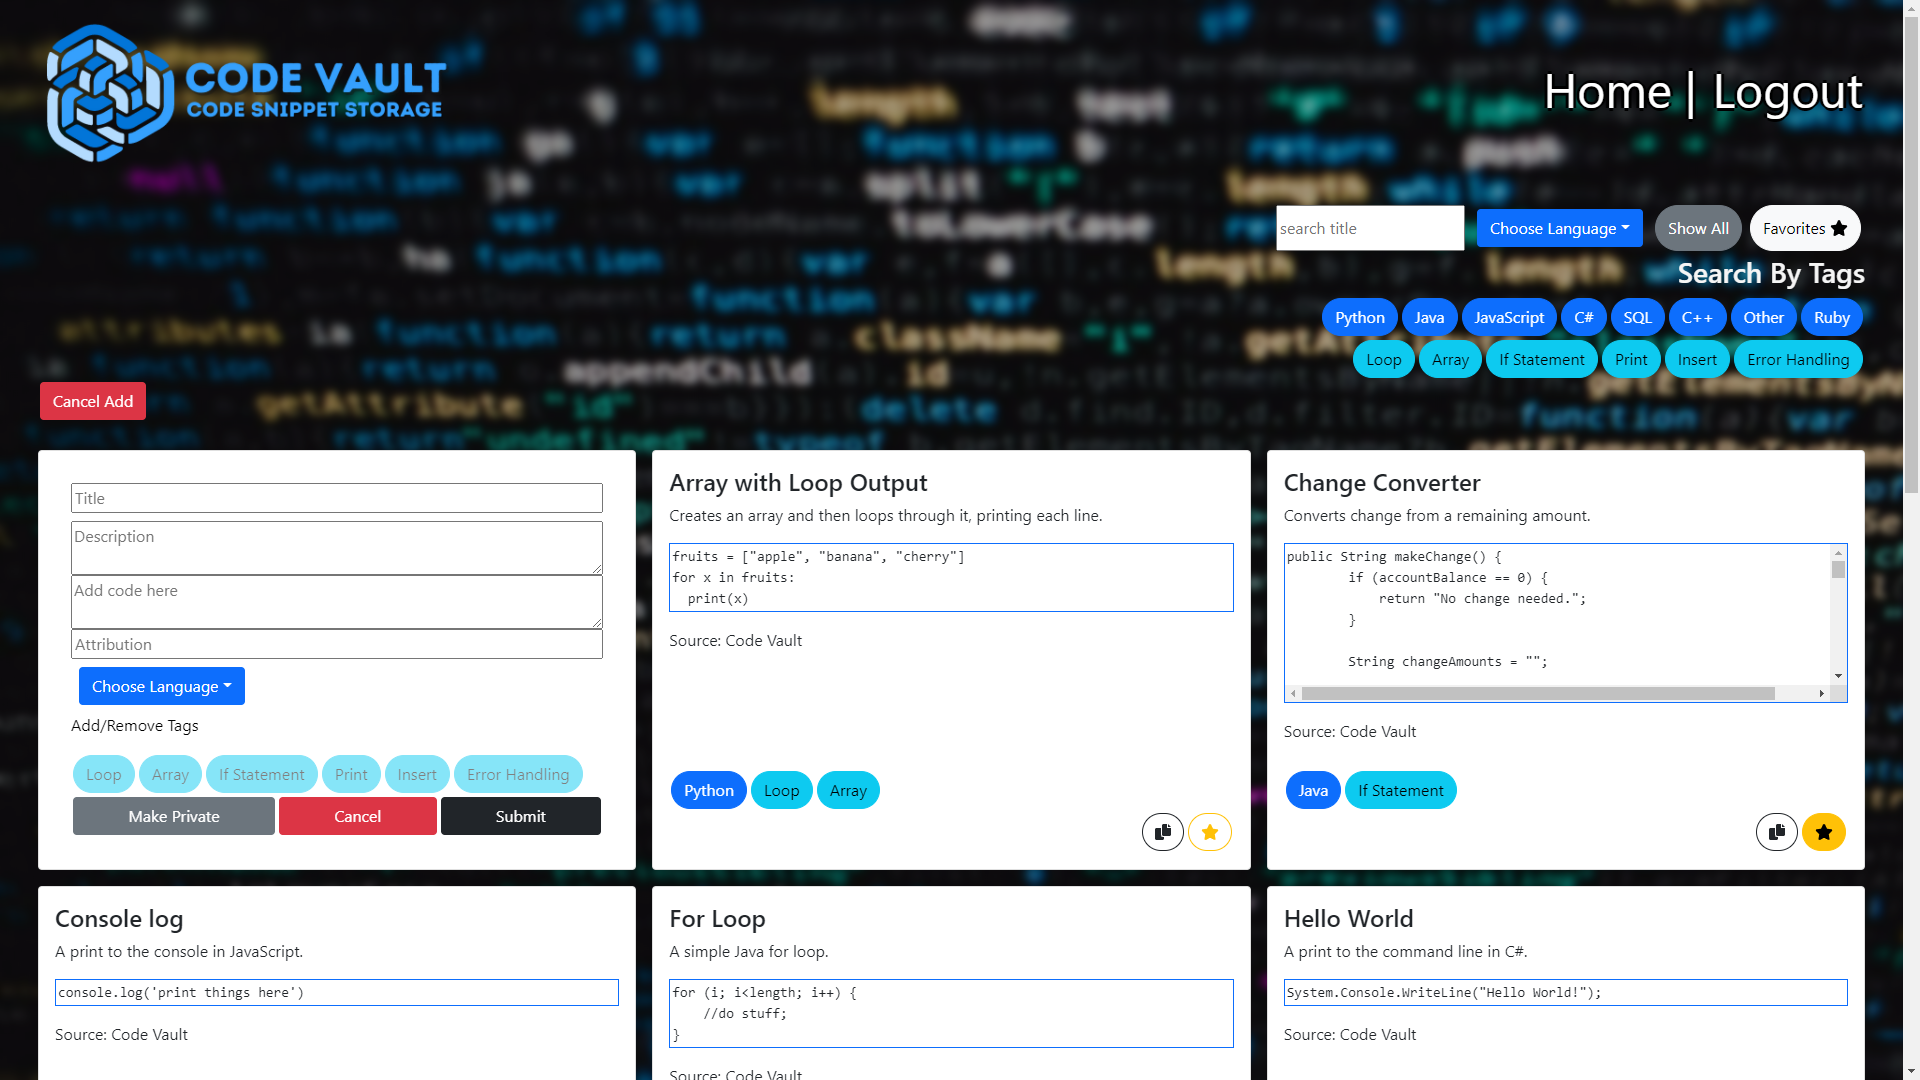 CODE VAULT
CODE SNIPPET STORAGE
Home | Logout
search title
Choose Language
Show All
Favorites
Search By Tags
Python
Java
JavaScript
C#
SQL
C++
Other
Ruby
Loop
Array
If Statement
Print
Insert
Error Handling
Cancel Add
Title
Description
Add code here
Attribution
Choose Language
Add/Remove Tags
Loop
Array
If Statement
Print
Insert
Error Handling
Make Private
Cancel
Submit
Array with Loop Output
Creates an array and then loops through it, printing each line.
fruits = ["apple", "banana", "cherry"]
for x in fruits:
  print(x)
Source: Code Vault
Python
Loop
Array
Change Converter
Converts change from a remaining amount.
public String makeChange() {
        if (accountBalance == 0) {
            return "No change needed.";
        }
        String changeAmounts = "";
Source: Code Vault
Java
If Statement
Console log
A print to the console in JavaScript.
console.log('print things here')
Source: Code Vault
For Loop
A simple Java for loop.
for (i; i<length; i++) {
    //do stuff;
}
Source: Code Vault
Hello World
A print to the command line in C#.
System.Console.WriteLine("Hello World!");
Source: Code Vault